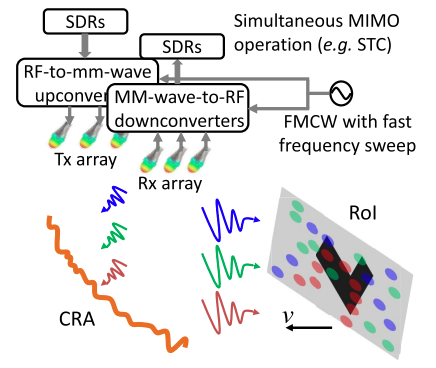 SDRs
SDRs
Simultaneous MIMO
operation (e.g. STC)
RF-to-mm-wave
MM-wave-to-RF
downconverters
FMCW with fast
frequency sweep
Tx array
Rx array
RoI
CRA
v